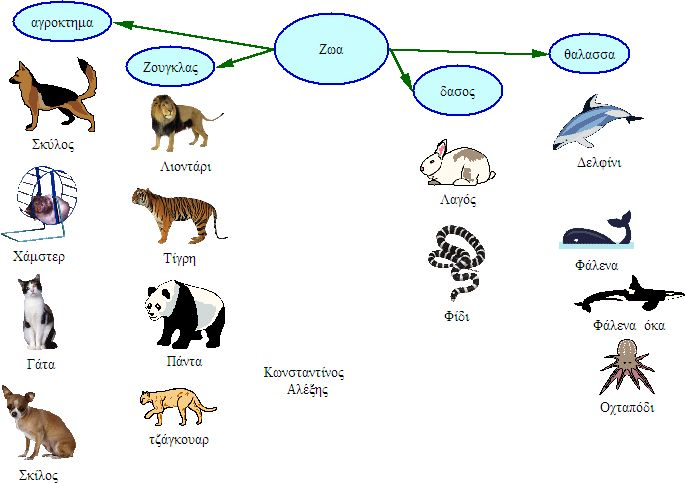 αγροκτημα
Ζωα
Ζουγκλας
θαλασσα
δασος
Σκύλος
Λιοντάρι
Δελφίνι
Λαγός
Χάμστερ
Τίγρη
Φάλενα
Φίδι
Φάλενα όκα
Γάτα
Πάντα
Κωνσταντίνος
Αλέξης
Οχταπόδι
τζάγκουαρ
Σκίλος